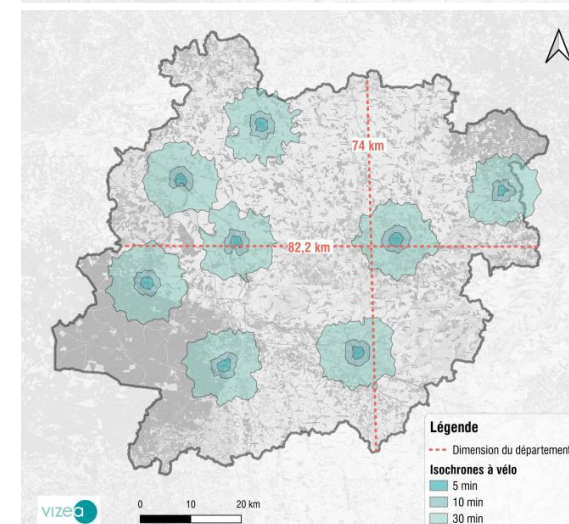 74 km
82,2 km
Légende
Dimension du département
Isochrones à vélo
5 min
10 min
30 min
vizea
0 10 20 km